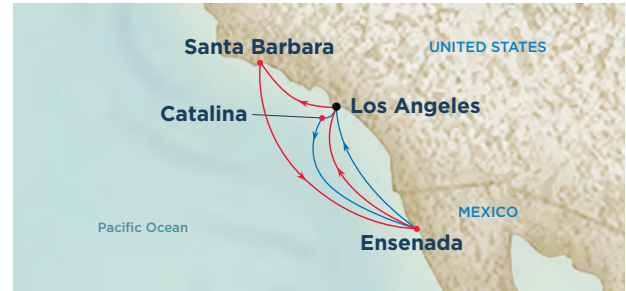 Santa Barbara
UNITED STATES
Los Angeles
Catalina
MEXICO
Pacific Ocean
Ensenada